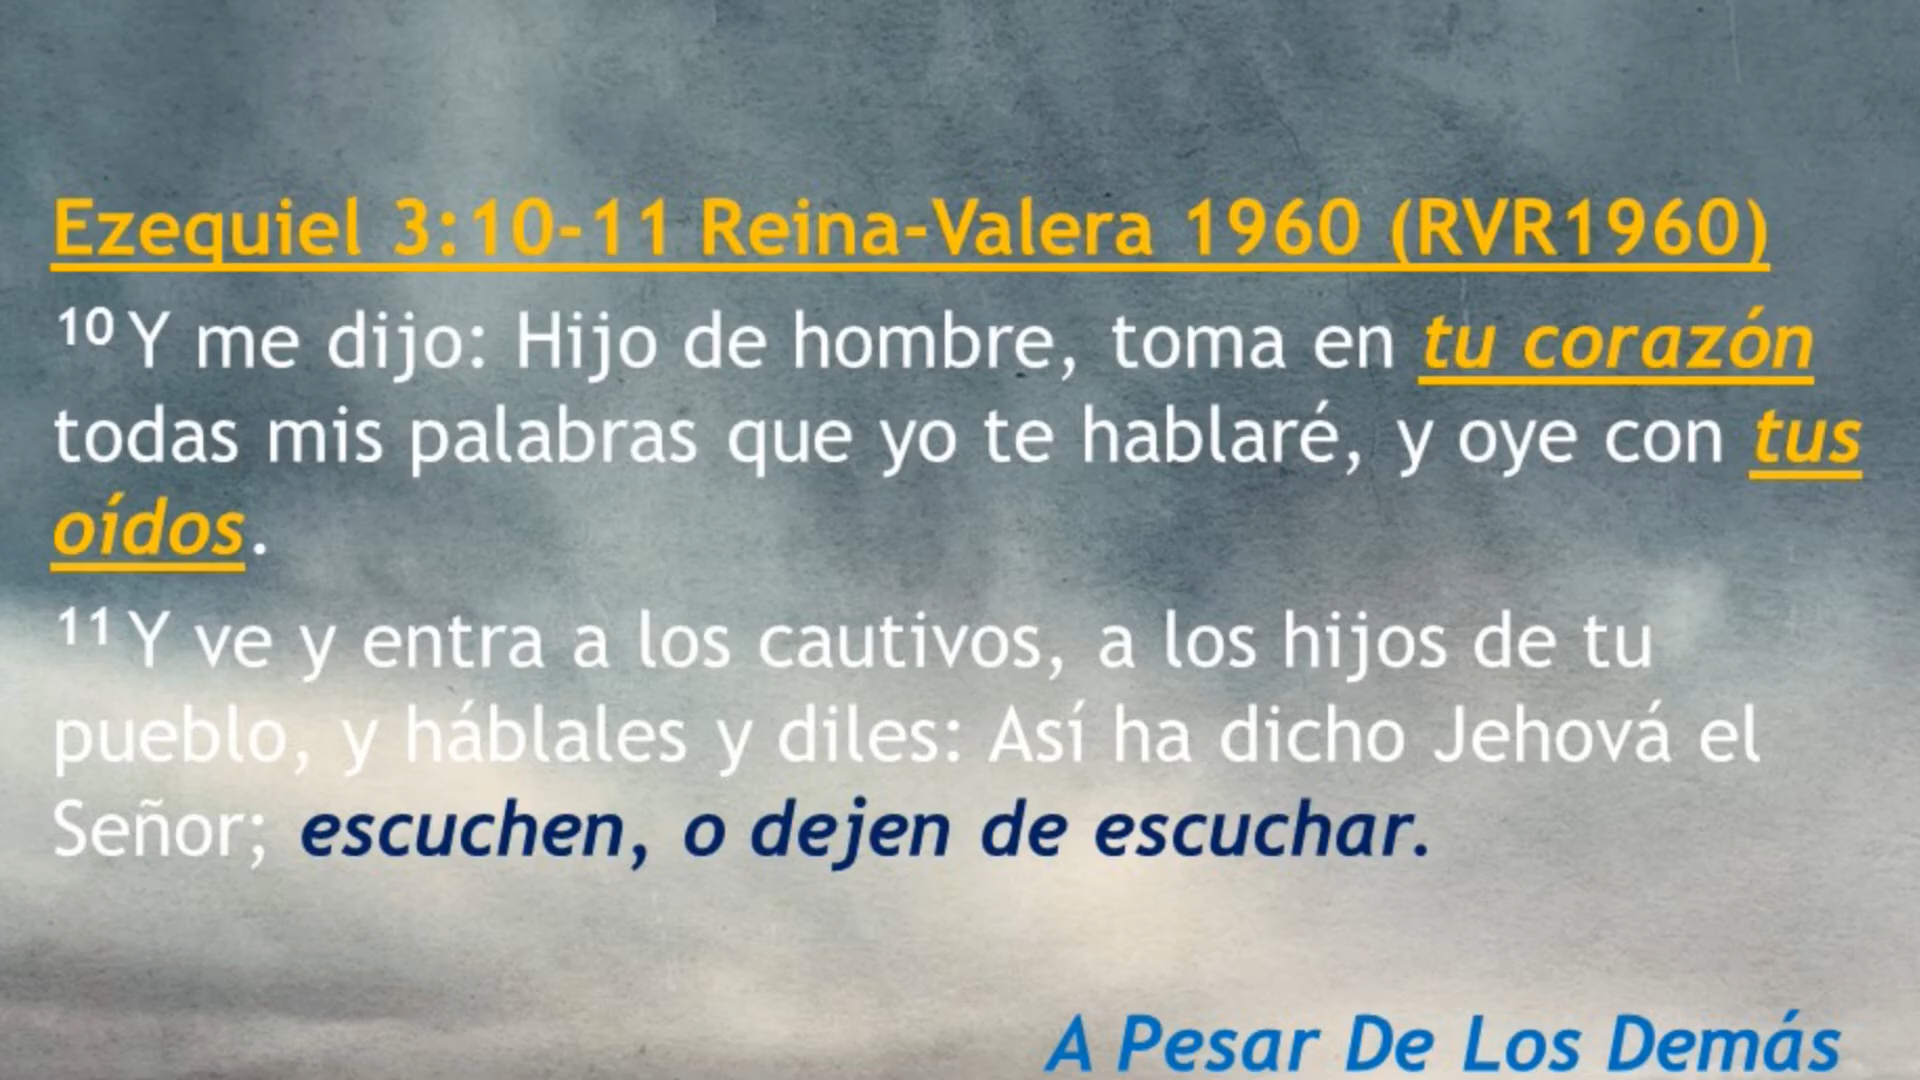 Ezequiel 3:10-11 Reina-Valera 1960 (RVR1960)
10 Y me dijo: Hijo de hombre, toma en tu corazón
todas mis palabras que yo te hablaré, y oye con tus
oídos.
11 Y ve y entra a los cautivos, a los hijos de tu
pueblo, y háblales y diles: Así ha dicho Jehová el
Señor; escuchen, o dejen de escuchar.
A Pesar De Los Demás